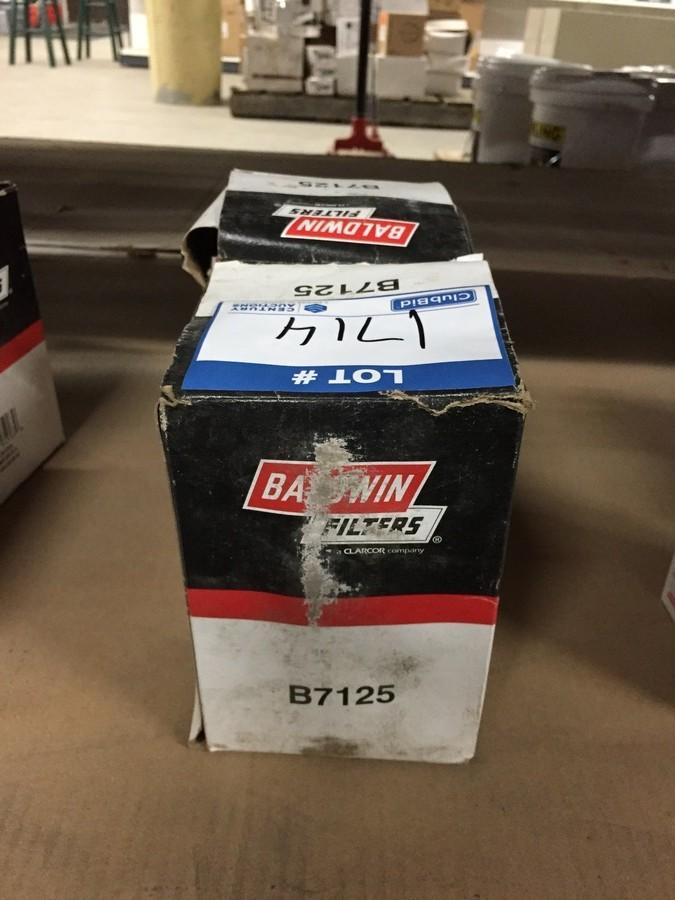 B7125
BALDWIN
FILTERS
B7125
ClubBid
CENTURY
AUCTIONS
1714
LOT #
BALDWIN
FILTERS®
a CLARCOR company
B7125